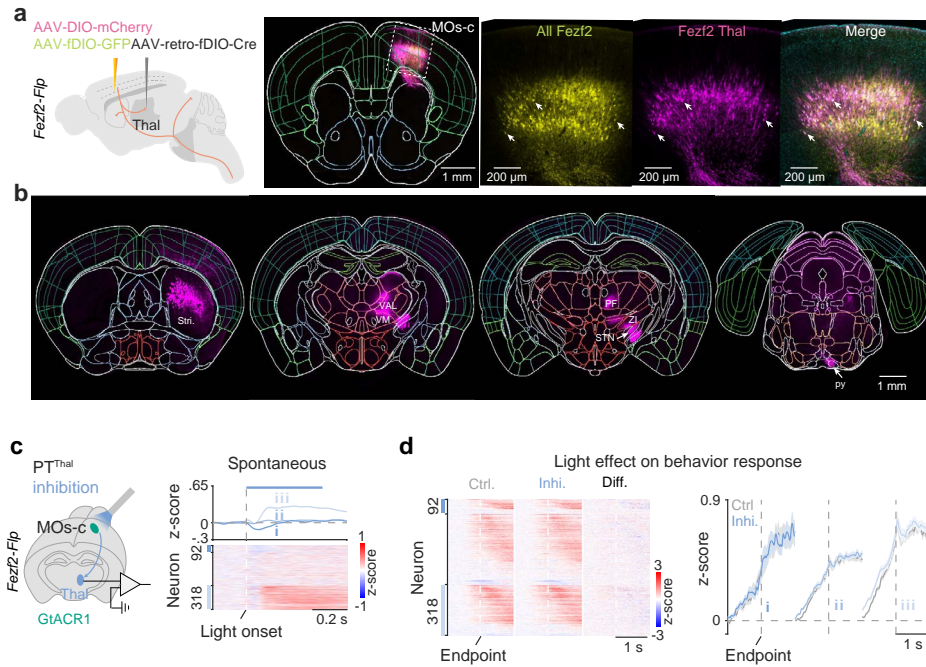 a
AAV-DIO-mCherry
AAV-fDIO-GFP AAV-retro-fDIO-Cre
Fezf2-Flp
Thal
MOs-c
1 mm
All Fezf2
200 µm
Fezf2 Thal
200 µm
Merge
200 µm
b
Stri.
VAL
VM
PF
ZI
STN
py
1 mm
c
PTThal
inhibition
MOs-c
Fezf2-Flp
Thal
GtACR1
Spontaneous
.65
z-score
0
-.3
iii
ii
i
Neuron
92
318
1
z-score
-1
0.2 s
Light onset
d
Light effect on behavior response
Ctrl.
Inhi.
Diff.
Neuron
92
318
3
z-score
-3
1 s
Endpoint
0.9
Ctrl
Inhi.
z-score
0
i
ii
iii
1 s
Endpoint